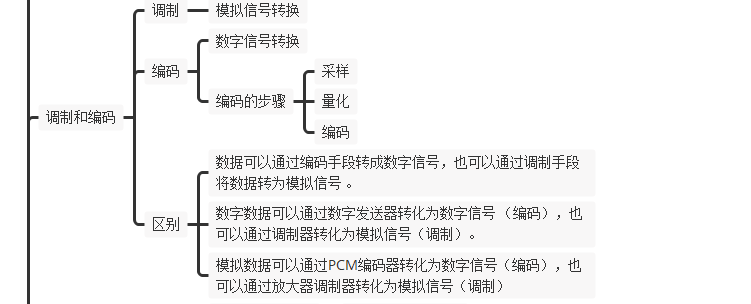 调制
模拟信号转换
数字信号转换
编码
采样
编码的步骤
量化
调制和编码
编码
数据可以通过编码手段转成数字信号，也可以通过调制手段
将数据转为模拟信号 。
数字数据可以通过数字发送器转化为数字信号（编码），也
可以通过调制器转化为模拟信号（调制）。
区别
模拟数据可以通过PCM编码器转化为数字信号（编码），也
可以通过放大器调制器转化为模拟信号（调制）